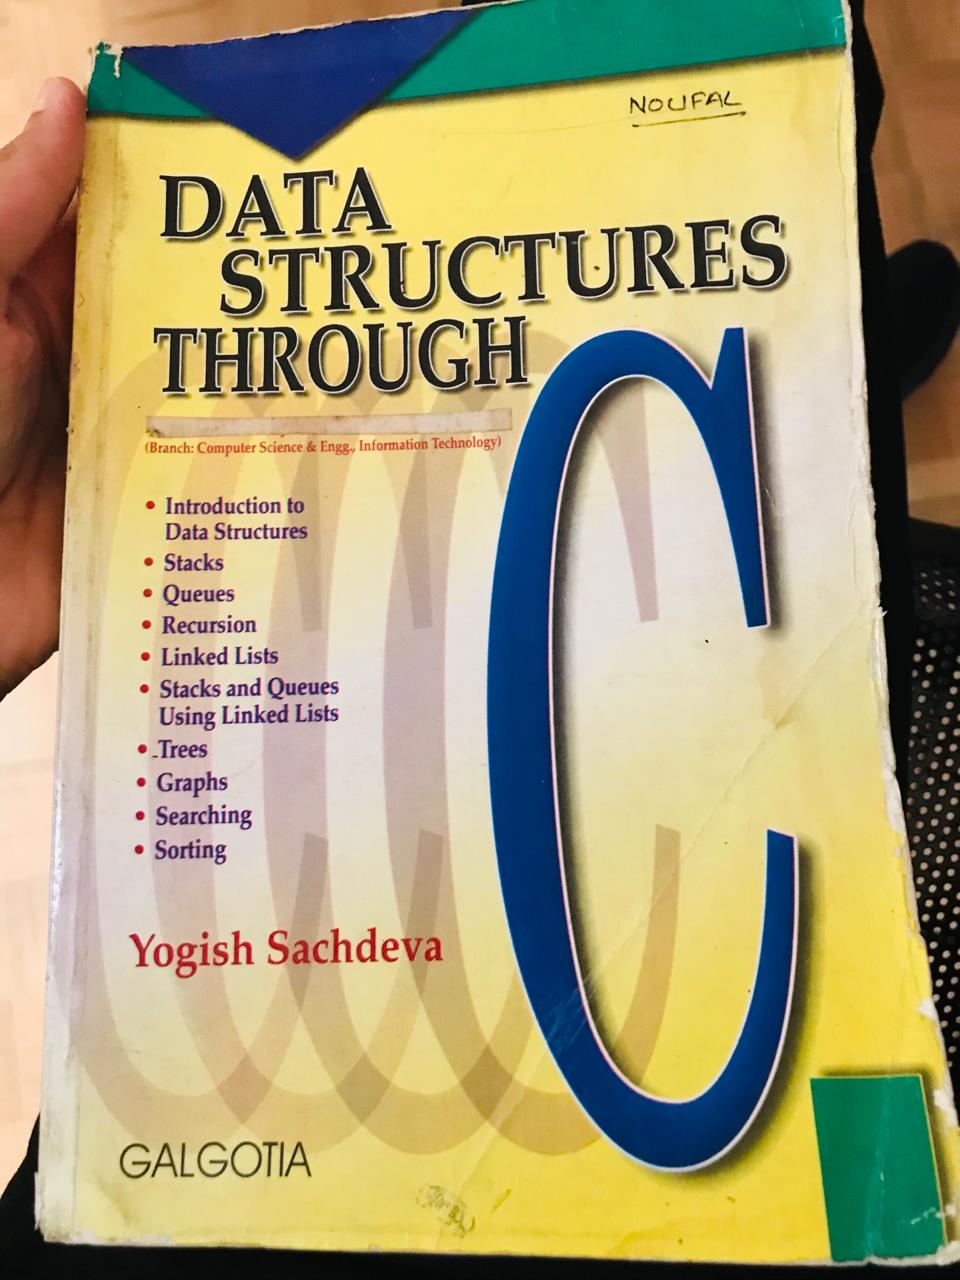 NOUFAL
DATA
STRUCTURES
THROUGH
C
(Branch: Computer Science & Engg., Information Technology)
• Introduction to
Data Structures
• Stacks
• Queues
• Recursion
• Linked Lists
• Stacks and Queues
Using Linked Lists
• Trees
• Graphs
• Searching
• Sorting
Yogish Sachdeva
GALGOTIA